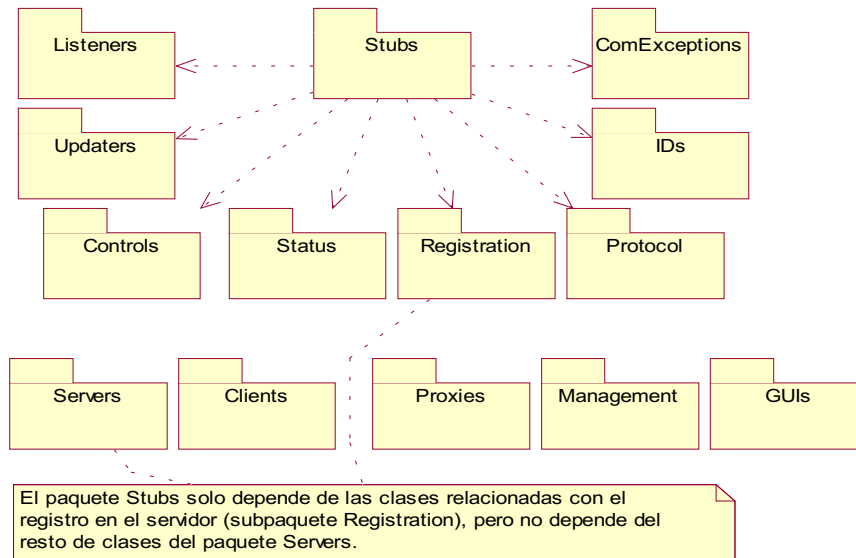 Listeners
Stubs
ComExceptions
Updaters
IDs
Controls
Status
Registration
Protocol
Servers
Clients
Proxies
Management
GUIs
El paquete Stubs solo depende de las clases relacionadas con el
registro en el servidor (subpaquete Registration), pero no depende del
resto de clases del paquete Servers.